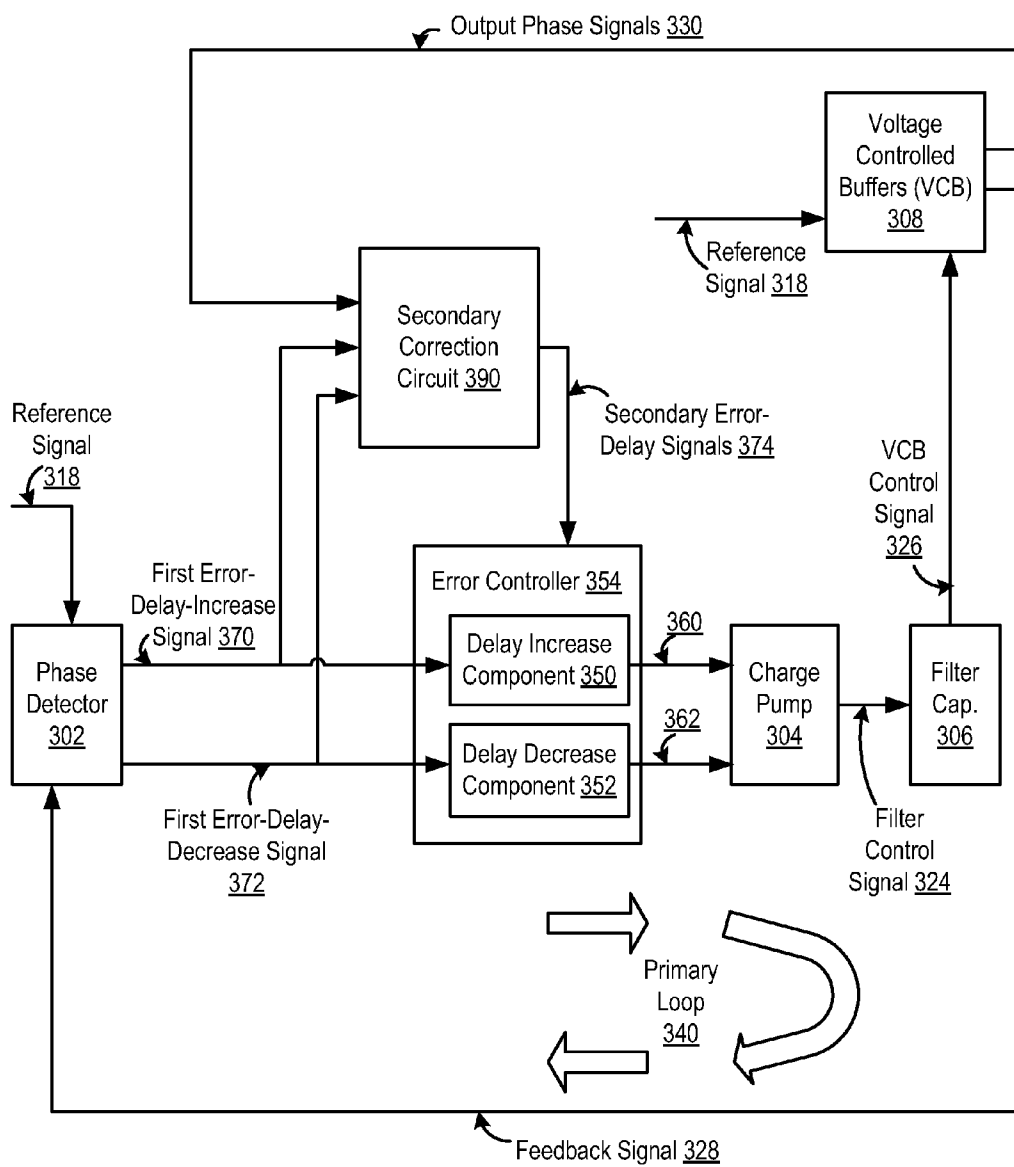 Output Phase Signals 330
Voltage
Controlled
Buffers (VCB)
308
Reference
Signal 318
Secondary
Correction
Circuit 390
Secondary Error-
Delay Signals 374
Reference
Signal
318
VCB
Control
Signal
326
First Error-
Delay-Increase
Signal 370
Error Controller 354
Phase
Detector
302
Delay Increase
Component 350
360
Charge
Pump
304
Filter
Cap.
306
Delay Decrease
Component 352
362
First Error-Delay-
Decrease Signal
372
Filter
Control
Signal 324
Primary
Loop
340
Feedback Signal 328